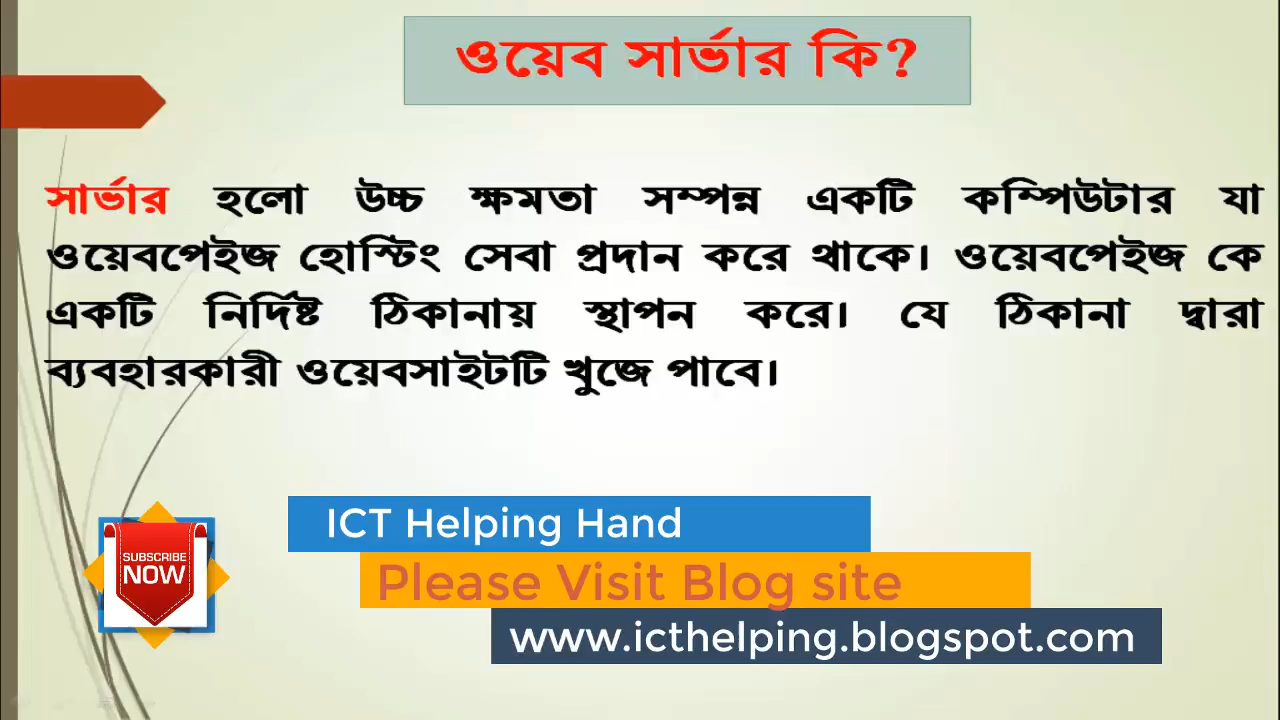 ওয়েব সার্ভার কি?
সার্ভার হলো উচ্চ ক্ষমতা সম্পন্ন একটি কম্পিউটার যা
ওয়েবপেইজ হোস্টিং সেবা প্রদান করে থাকে। ওয়েবপেইজ কে
একটি নির্দিষ্ট ঠিকানায় স্থাপন করে। যে ঠিকানা দ্বারা
ব্যবহারকারী ওয়েবসাইটটি খুজে পাবে।
ICT Helping Hand
Please Visit Blog site
www.icthelping.blogspot.com
SUBSCRIBE
NOW